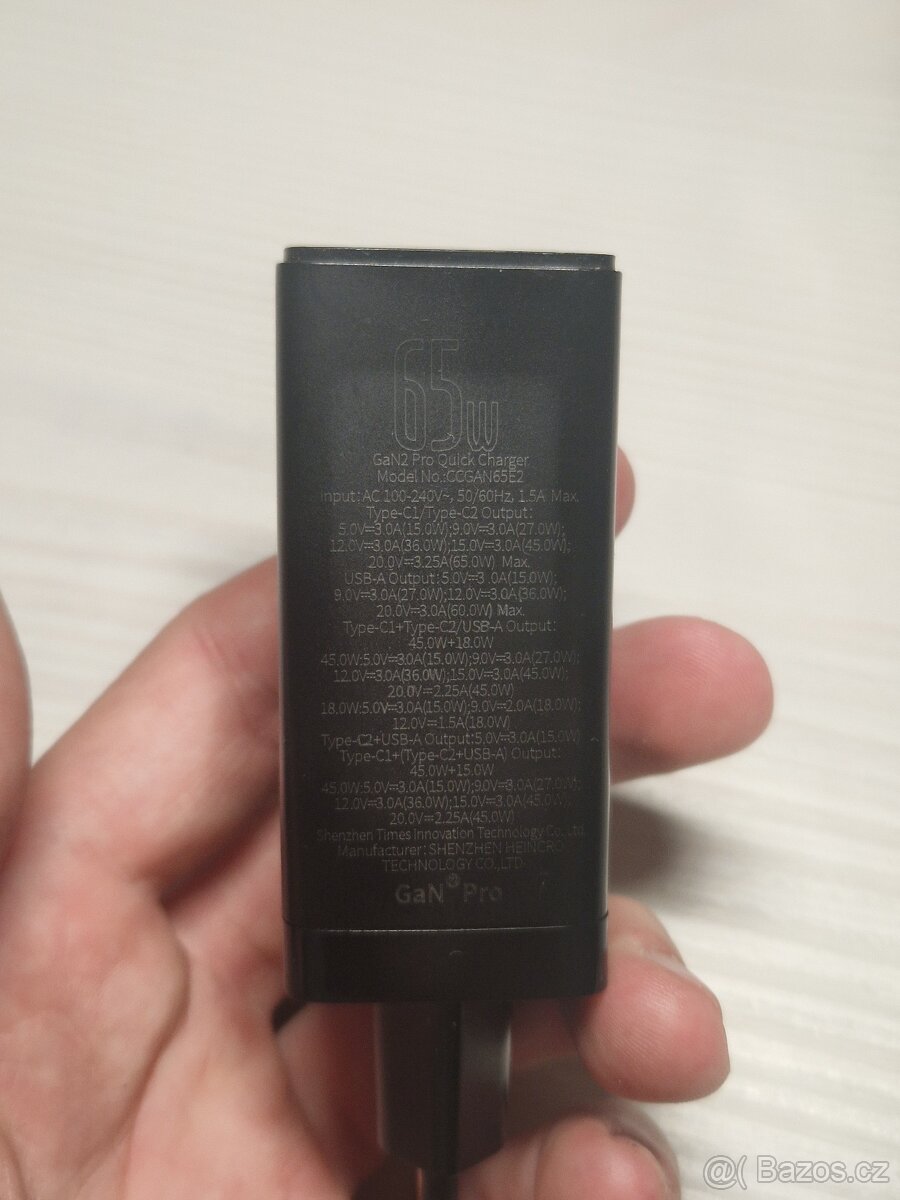 65W
GaN2 Pro Quick Charger
Model No.:CCGAN65E2
Input: AC 100-240V~, 50/60Hz, 1.5A Max.
Type-C1/Type-C2 Output:
5.0V⎓3.0A(15.0W);9.0V⎓3.0A(27.0W);
12.0V⎓3.0A(36.0W);15.0V⎓3.0A(45.0W);
20.0V⎓3.25A(65.0W) Max.
USB-A Output:5.0V⎓3.0A(15.0W);
9.0V⎓3.0A(27.0W);12.0V⎓3.0A(36.0W);
20.0V⎓3.0A(60.0W) Max.
Type-C1+Type-C2/USB-A Output:
45.0W+18.0W
45.0W:5.0V⎓3.0A(15.0W);9.0V⎓3.0A(27.0W);
12.0V⎓3.0A(36.0W);15.0V⎓3.0A(45.0W);
20.0V⎓2.25A(45.0W)
18.0W:5.0V⎓3.0A(15.0W);9.0V⎓2.0A(18.0W);
12.0V⎓1.5A(18.0W)
Type-C2+USB-A Output:5.0V⎓3.0A(15.0W)
Type-C1+(Type-C2+USB-A) Output:
45.0W+15.0W
45.0W:5.0V⎓3.0A(15.0W);9.0V⎓3.0A(27.0W);
12.0V⎓3.0A(36.0W);15.0V⎓3.0A(45.0W);
20.0V⎓2.25A(45.0W)
Shenzhen Times Innovation Technology Co., Ltd
Manufacturer: SHENZHEN HEINCRO
TECHNOLOGY CO.,LTD.
GaN® Pro
@( Bazos.cz